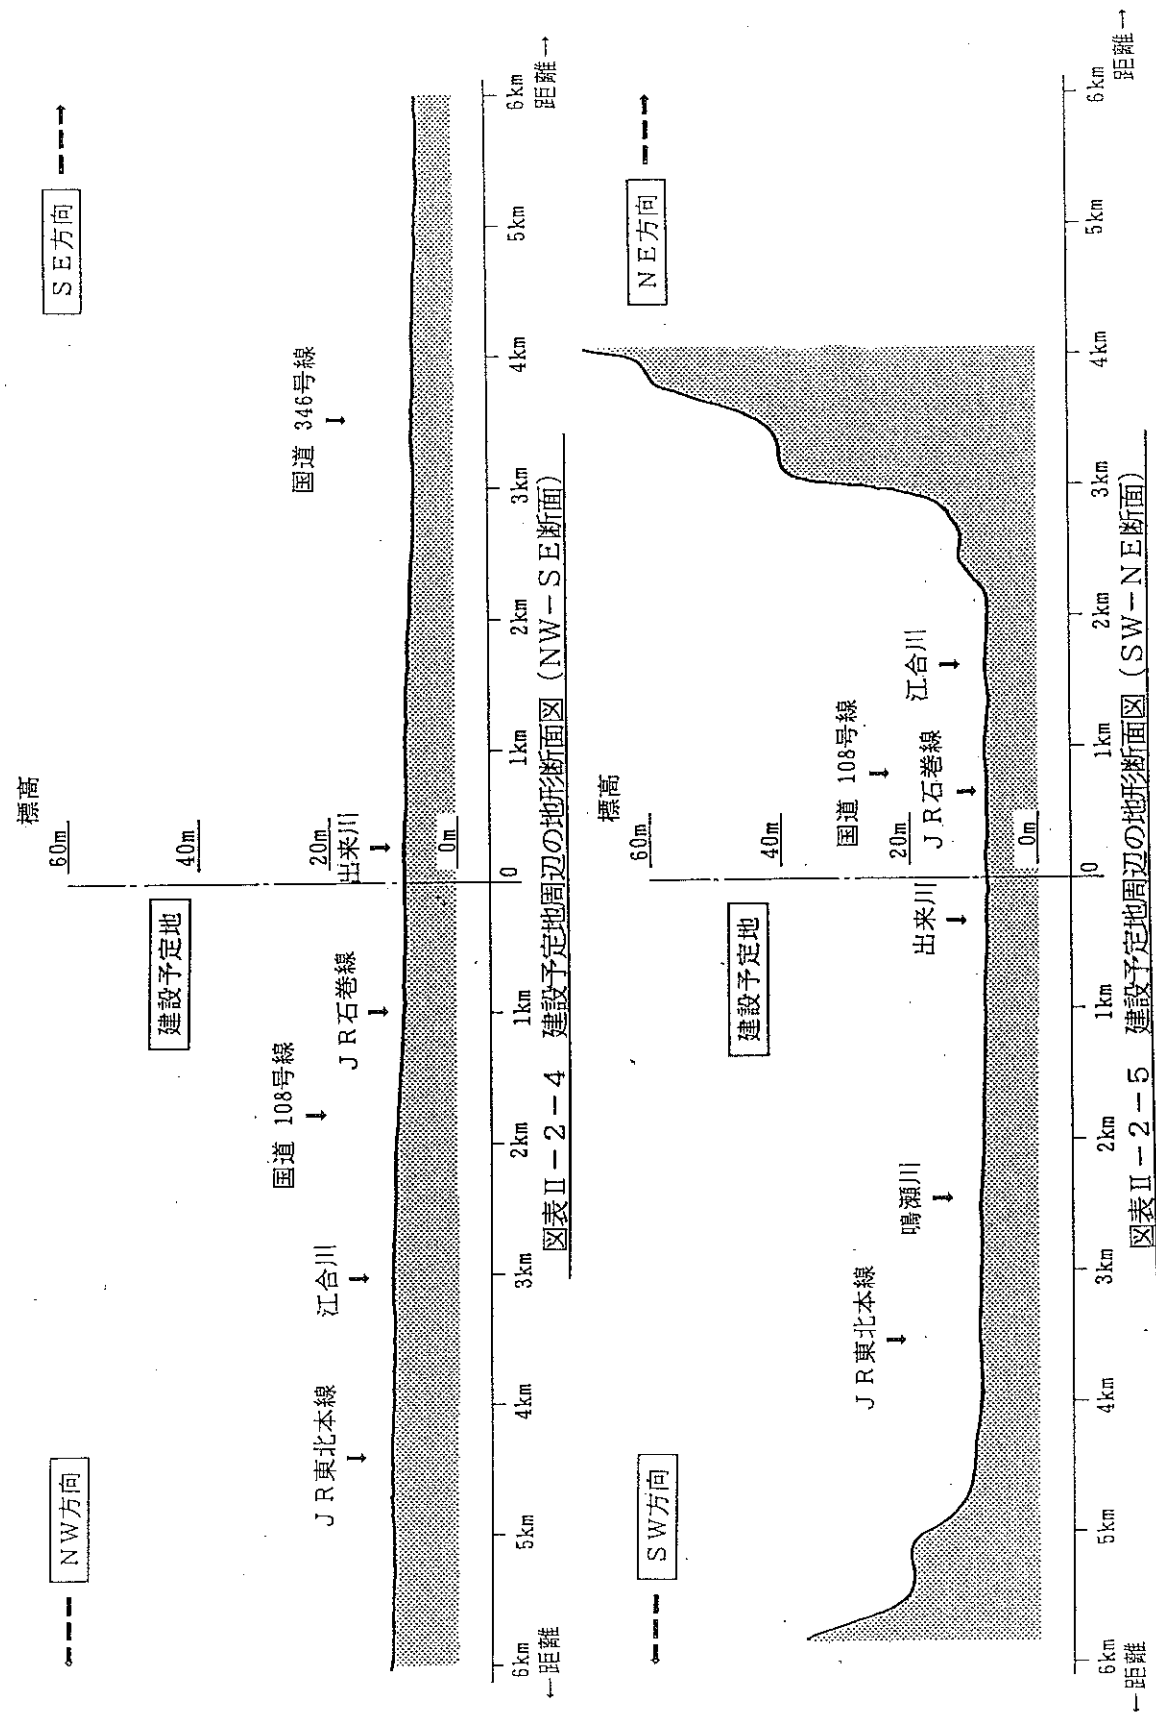 NW方向
SE方向
標高
60m
40m
20m
0m
建設予定地
JR東北本線
江合川
国道 108号線
JR石巻線
出来川
国道 346号線
6km 5km 4km 3km 2km 1km 0 1km 2km 3km 4km 5km 6km
←距離
距離→
図表Ⅱ-2-4 建設予定地周辺の地形断面図(NW-SE断面)
SW方向
NE方向
標高
60m
40m
20m
0m
建設予定地
JR東北本線
鳴瀬川
出来川
国道 108号線
JR石巻線
江合川
6km 5km 4km 3km 2km 1km 0 1km 2km 3km 4km 5km 6km
←距離
距離→
図表Ⅱ-2-5 建設予定地周辺の地形断面図(SW-NE断面)